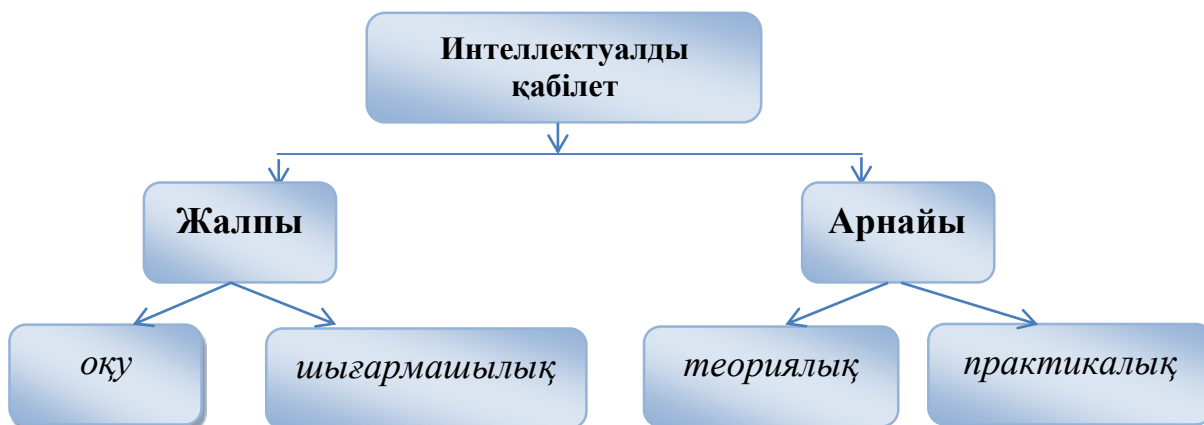 Интеллектуалды
қабілет
Жалпы
Арнайы
оқу
шығармашылық
теориялық
практикалық